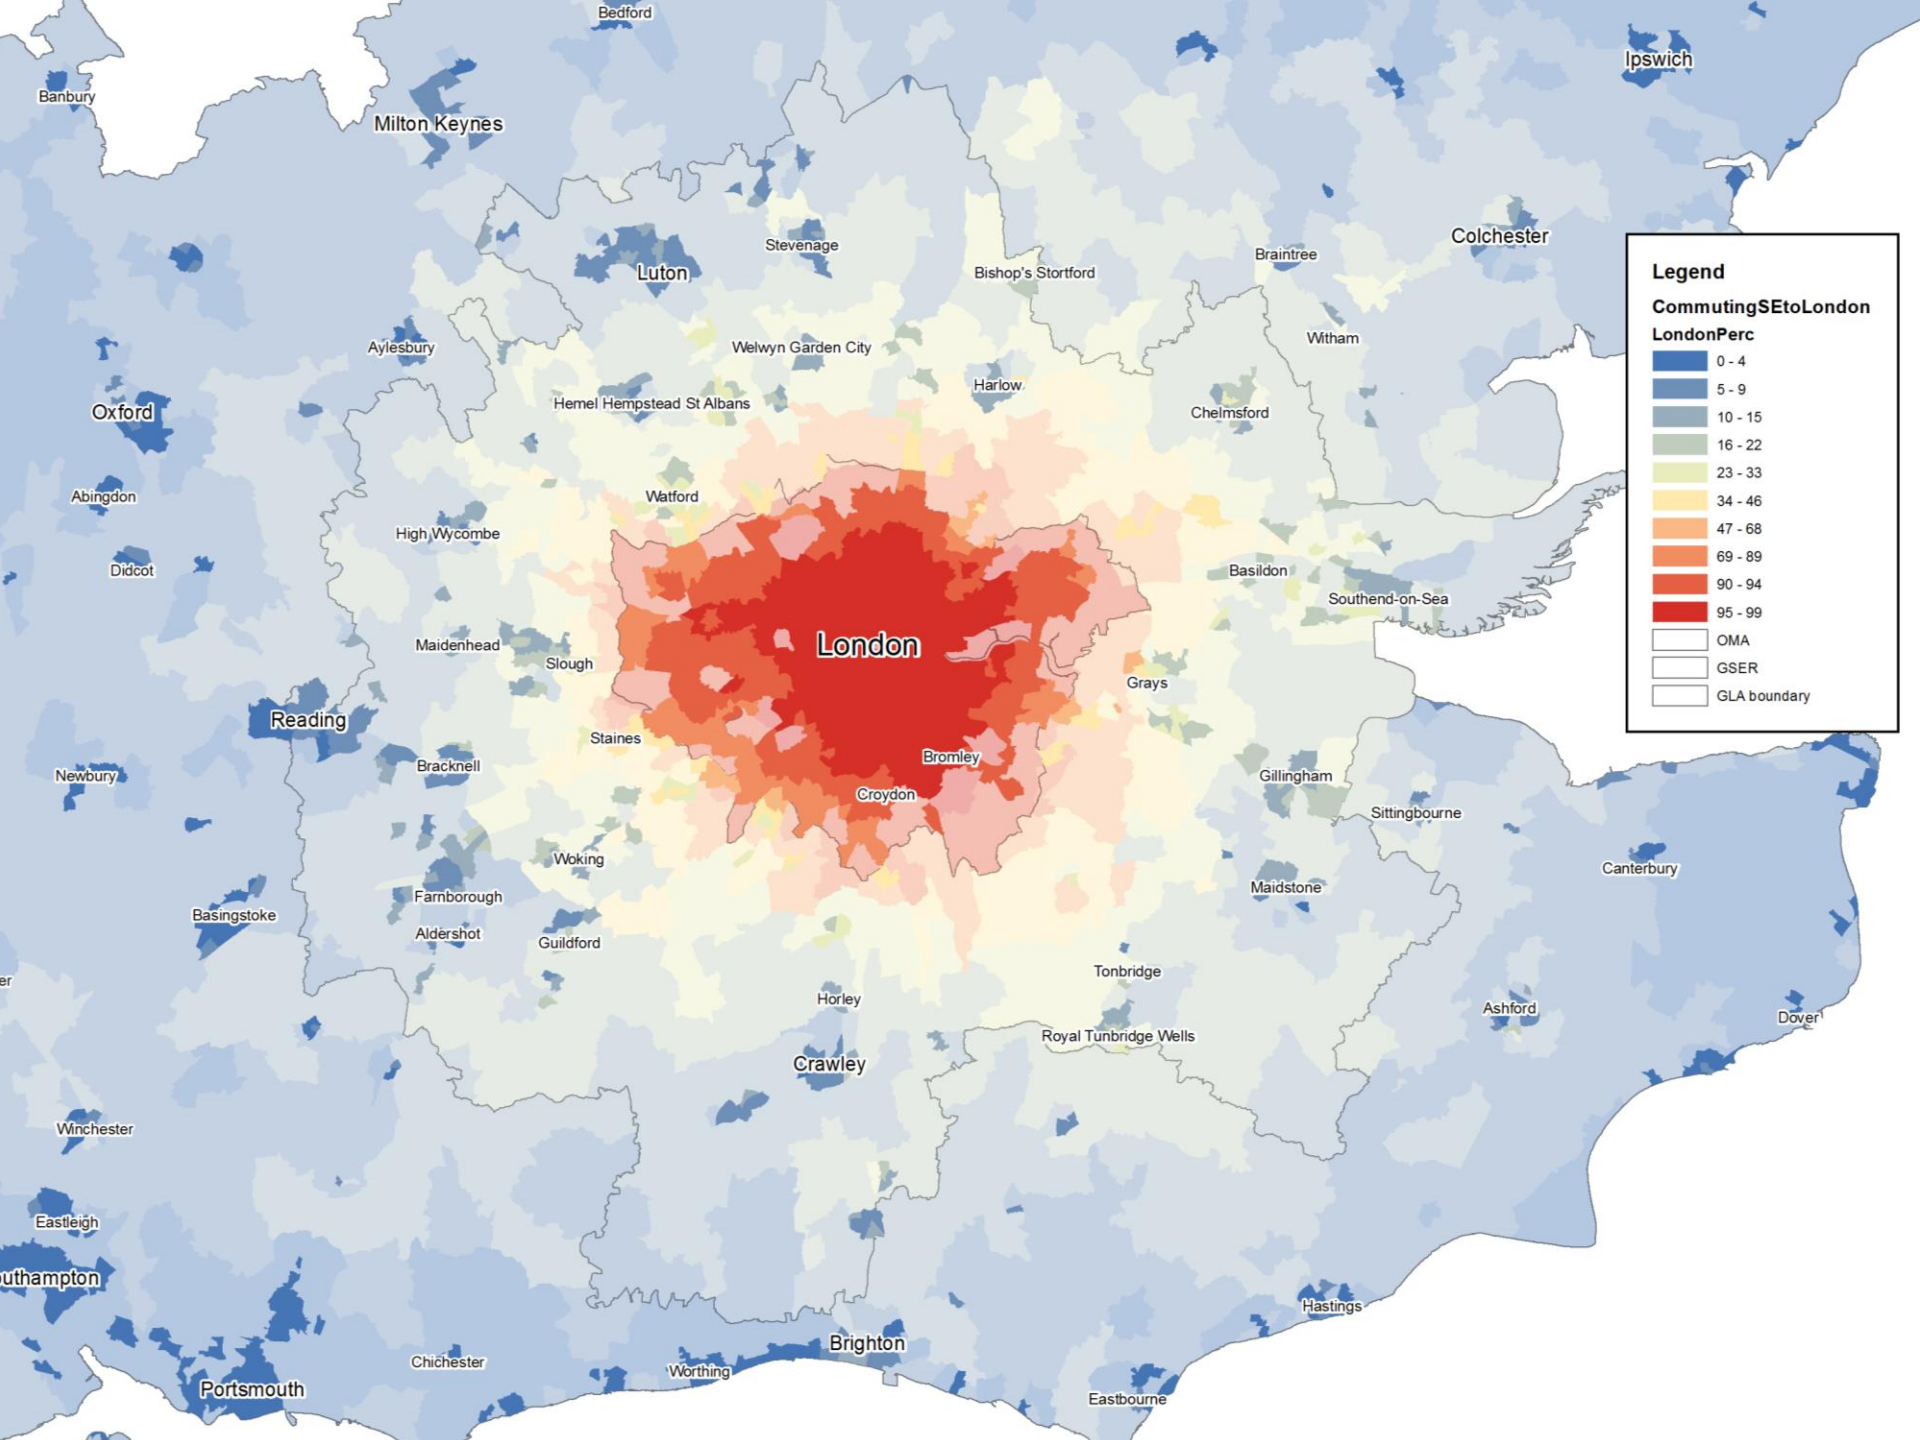 Bedford
Ipswich
Banbury
Milton Keynes
Colchester
Stevenage
Braintree
Luton
Bishop's Stortford
Witham
Aylesbury
Welwyn Garden City
Harlow
Hemel Hempstead St Albans
Oxford
Chelmsford
Abingdon
Watford
High Wycombe
Didcot
Basildon
Southend-on-Sea
Maidenhead
London
Slough
Grays
Reading
Staines
Bromley
Newbury
Bracknell
Gillingham
Croydon
Sittingbourne
Woking
Canterbury
Maidstone
Farnborough
Basingstoke
Aldershot
Guildford
Tonbridge
er
Horley
Ashford
Dover
Royal Tunbridge Wells
Crawley
Winchester
Eastleigh
outhampton
Hastings
Brighton
Chichester
Worthing
Portsmouth
Eastbourne
Legend
CommutingSEtoLondon
LondonPerc
0 - 4
5 - 9
10 - 15
16 - 22
23 - 33
34 - 46
47 - 68
69 - 89
90 - 94
95 - 99
OMA
GSER
GLA boundary